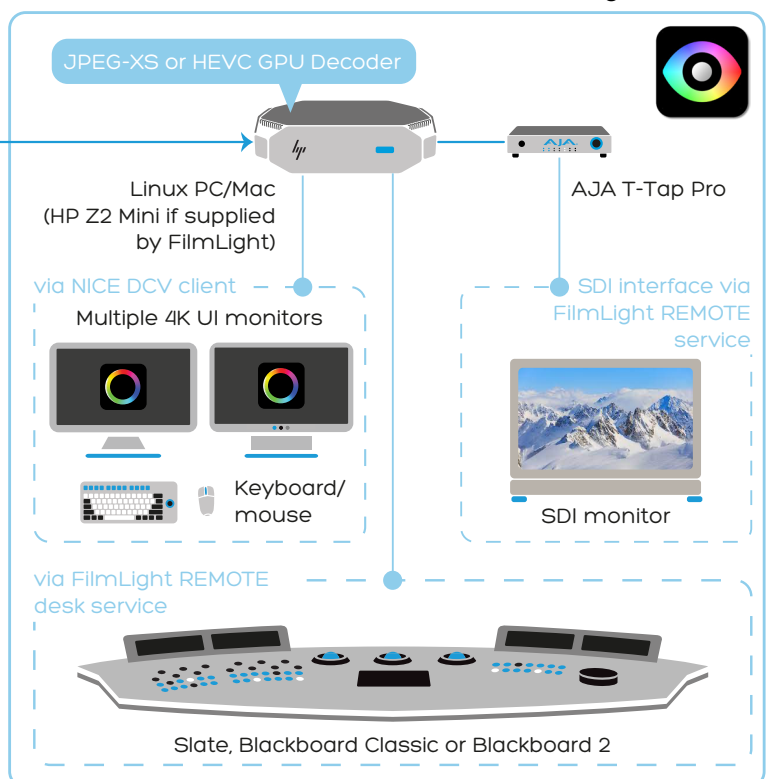 JPEG-XS or HEVC GPU Decoder
hp
AJA
Linux PC/Mac
(HP Z2 Mini if supplied
by FilmLight)
AJA T-Tap Pro
via NICE DCV client
Multiple 4K UI monitors
Keyboard/
mouse
SDI interface via
FilmLight REMOTE
service
SDI monitor
via FilmLight REMOTE
desk service
Slate, Blackboard Classic or Blackboard 2